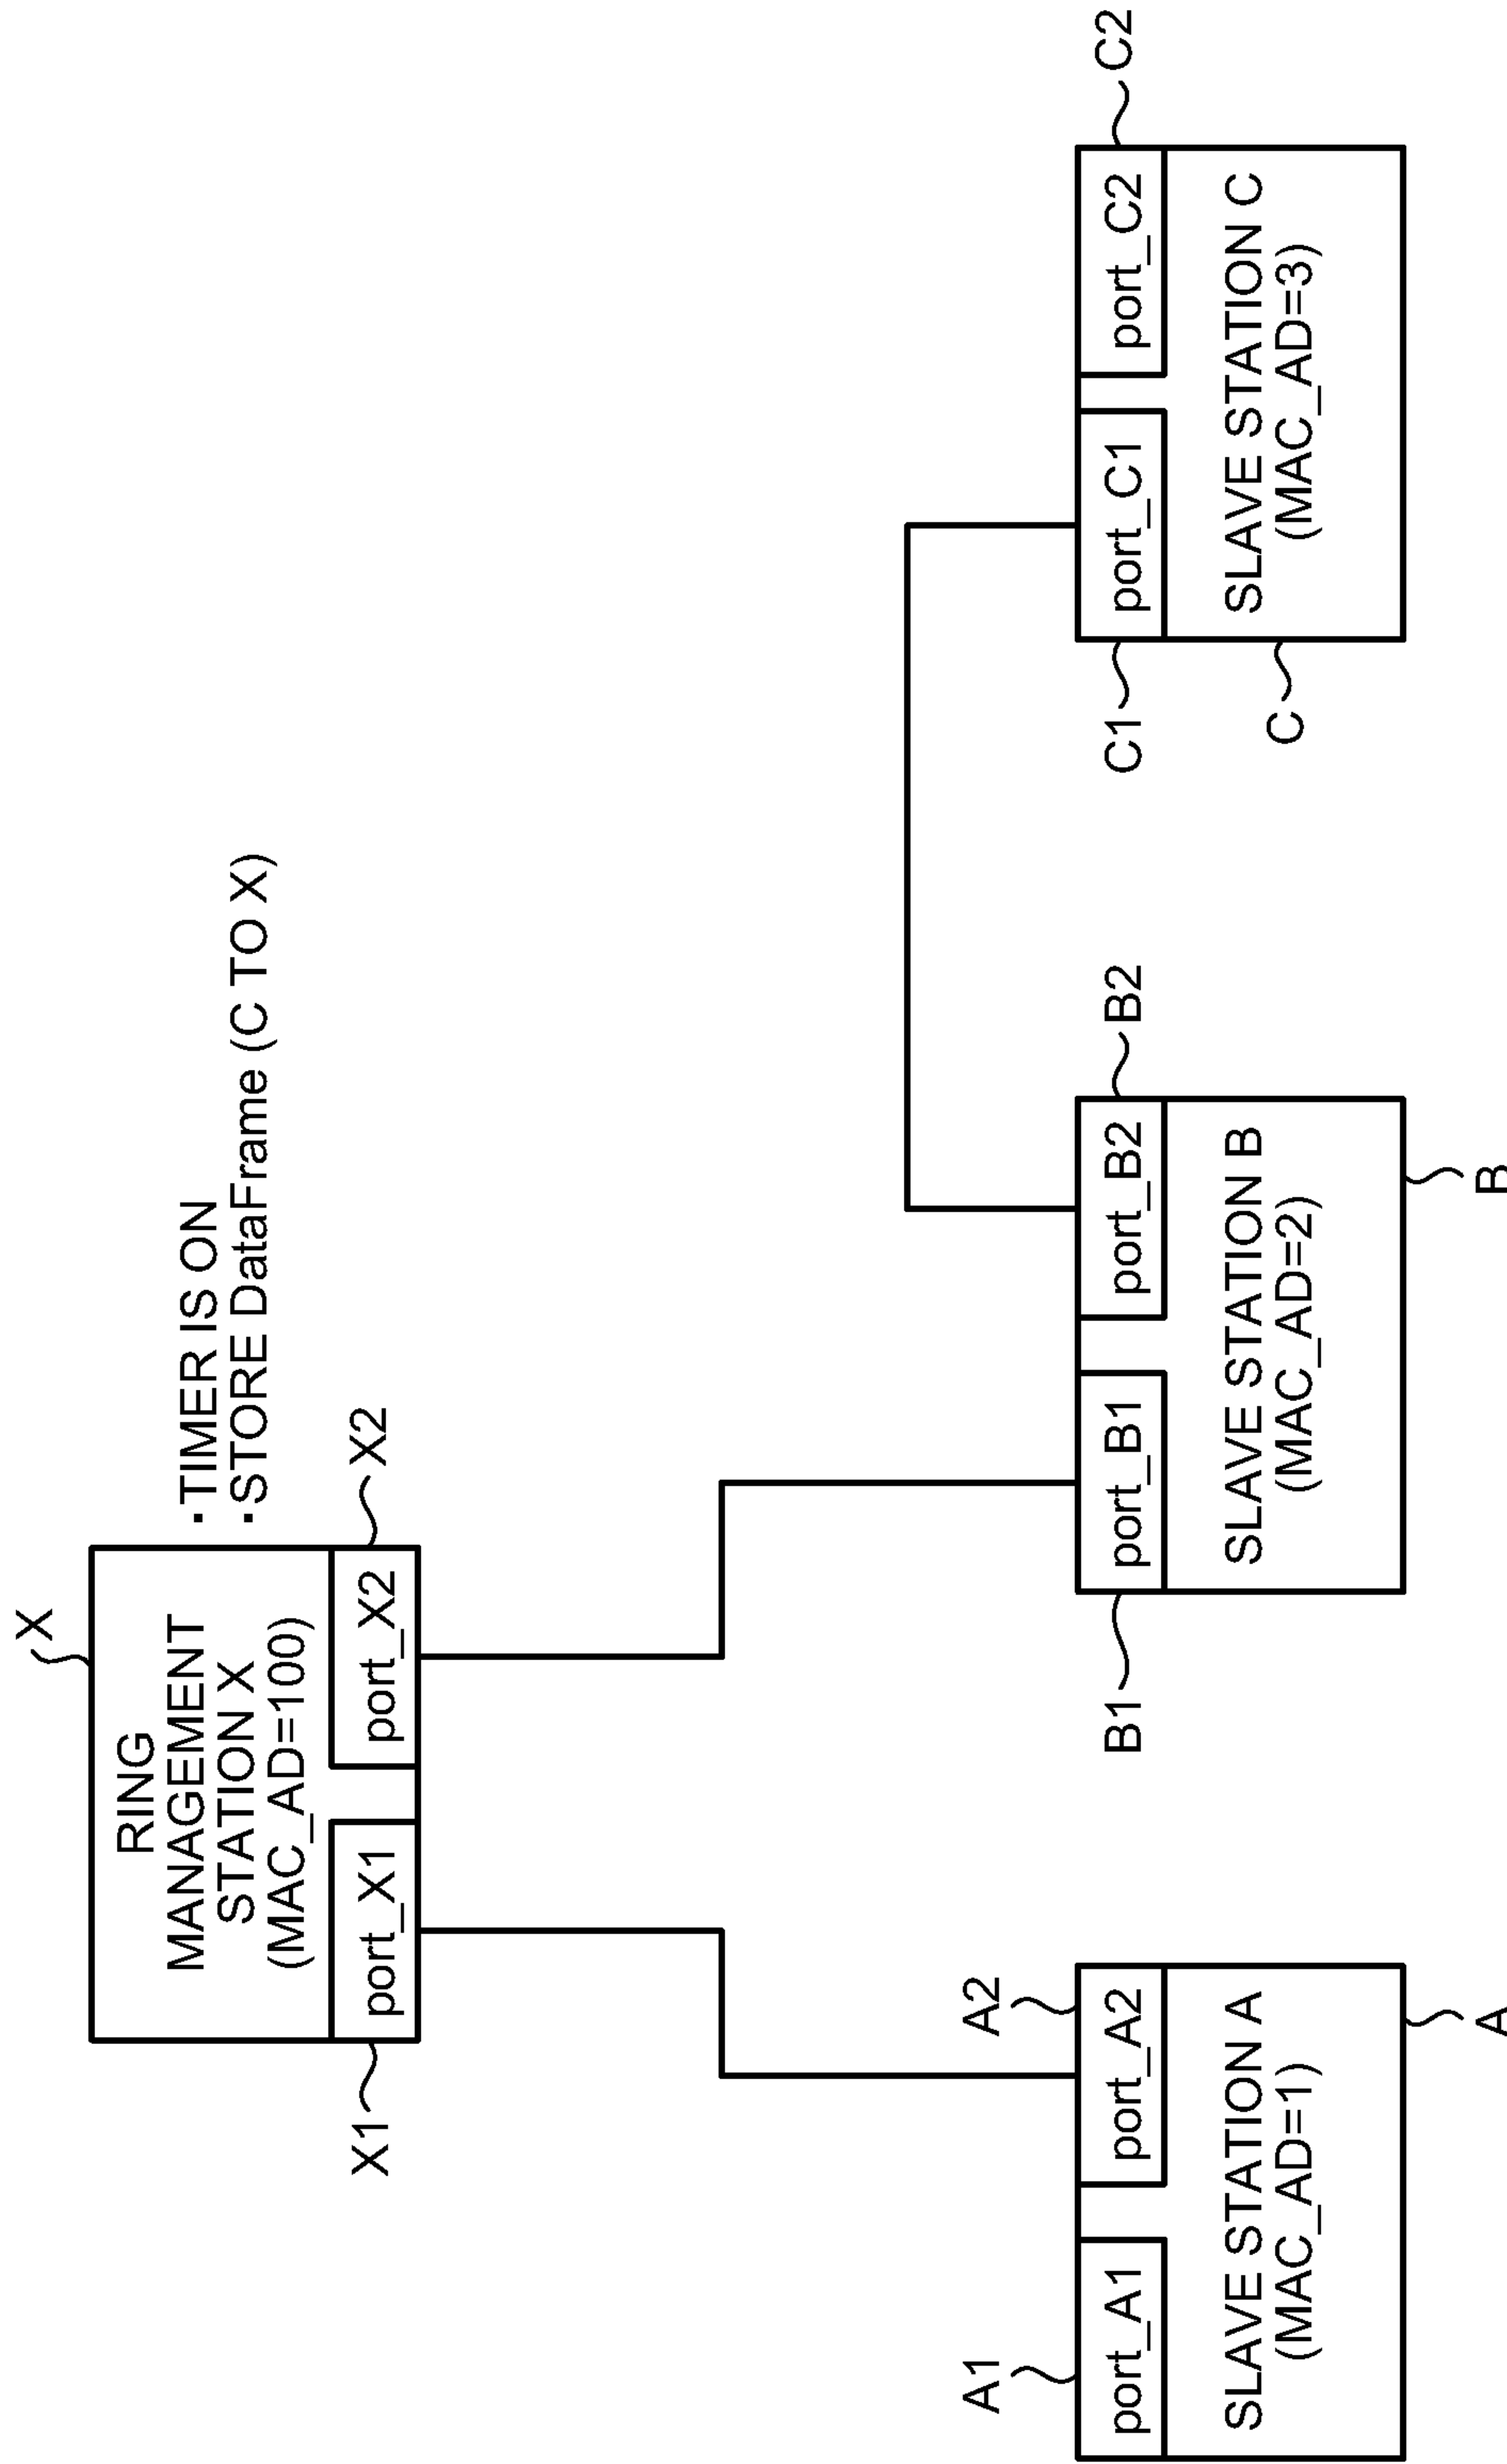 X
RING
MANAGEMENT
STATION X
(MAC_AD=100)
·TIMER IS ON
·STORE DataFrame (C TO X)
X1
port_X1
port_X2
X2
A1
A2
port_A1
port_A2
SLAVE STATION A
(MAC_AD=1)
A
B1
port_B1
port_B2
B2
SLAVE STATION B
(MAC_AD=2)
B
C1
port_C1
port_C2
C2
SLAVE STATION C
(MAC_AD=3)
C